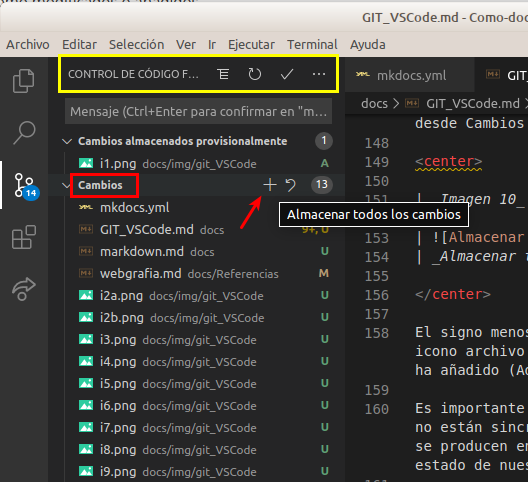 GIT_VSCode.md - Como-doc
Archivo Editar Selección Ver Ir Ejecutar Terminal Ayuda
CONTROL DE CÓDIGO F...
mkdocs.yml
docs > GIT_VSCode.md
Mensaje (Ctrl+Enter para confirmar en "m...
Cambios almacenados provisionalmente 1
i1.png docs/img/git_VSCode A
Cambios 13
Almacenar todos los cambios
mkdocs.yml
GIT_VSCode.md docs 9+, U
markdown.md docs U
webgrafia.md docs/Referencias M
i2a.png docs/img/git_VSCode U
i2b.png docs/img/git_VSCode U
i3.png docs/img/git_VSCode U
i4.png docs/img/git_VSCode U
i5.png docs/img/git_VSCode U
i6.png docs/img/git_VSCode U
i7.png docs/img/git_VSCode U
i8.png docs/img/git_VSCode U
i9.png docs/img/git_VSCode U
14
desde Cambios
148
149 <center>
150
151 | Imagen 10_
153 | ![Almacenar
154 | _Almacenar
155
156 </center>
157
158 El signo menos
icono archivo
ha añadido
159
160 Es importante
no están
se producen
estado de